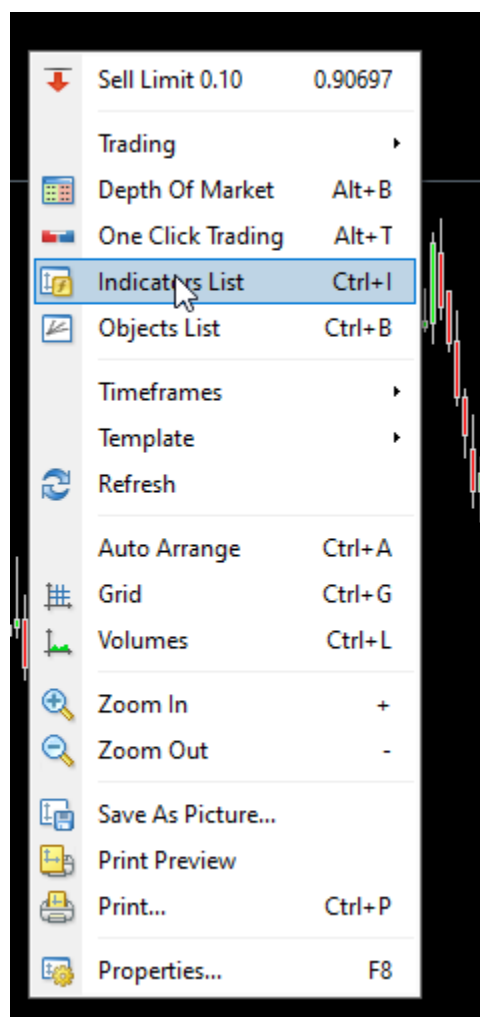 Sell Limit 0.10 0.90697
Trading
Depth Of Market Alt+B
One Click Trading Alt+T
Indicators List Ctrl+I
Objects List Ctrl+B
Timeframes
Template
Refresh
Auto Arrange Ctrl+A
Grid Ctrl+G
Volumes Ctrl+L
Zoom In +
Zoom Out -
Save As Picture...
Print Preview
Print... Ctrl+P
Properties... F8